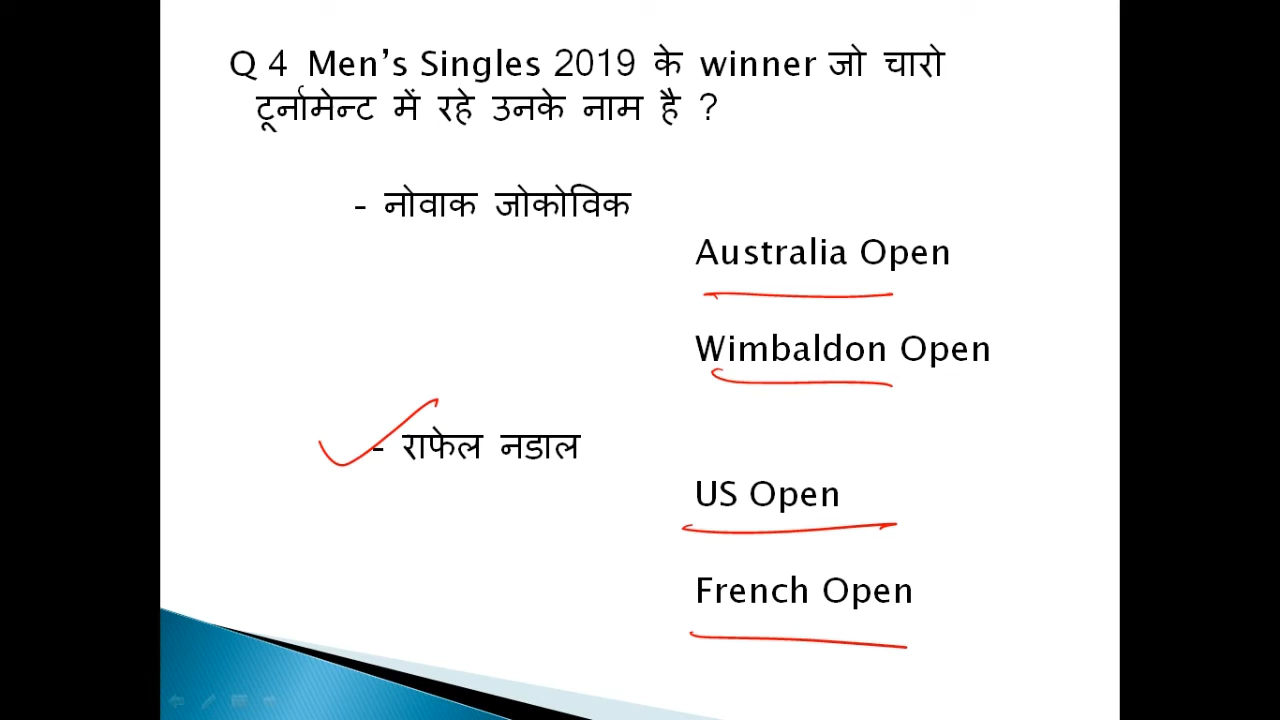 Q 4 Men’s Singles 2019 के winner जो चारो
टूर्नामेन्ट में रहे उनके नाम है ?
- नोवाक जोकोविक
Australia Open
Wimbaldon Open
- राफेल नडाल
US Open
French Open